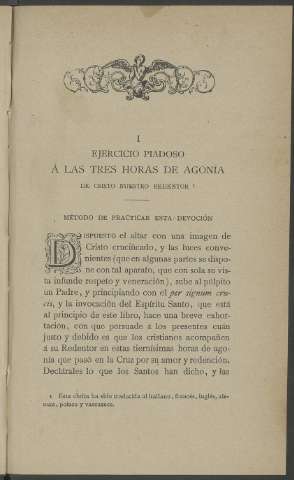 I
EJERCICIO PIADOSO
Á LAS TRES HORAS DE AGONIA
DE CRISTO NUESTRO REDENTOR ¹
MÉTODO DE PRACTICAR ESTA DEVOCIÓN
DISPUESTO el altar con una imagen de
Cristo crucificado, y las luces conve-
nientes (que en algunas partes se dispo-
ne con tal aparato, que con sola su vis-
ta infunde respeto y veneración), sube al púlpito
un Padre, y principiando con el per signum cru-
cis, y la invocación del Espíritu Santo, que está
al principio de este libro, hace una breve exhor-
tación, con que persuade á los presentes cuán
justo y debido es que los cristianos acompañen
á su Redentor en estas tiernísimas horas de ago-
nía que pasó en la Cruz por su amor y redención.
Declárales lo que los Santos han dicho, y las
1 Esta obrita ha sido traducida al italiano, francés, inglés, ale-
mán, polaco y vascuence.